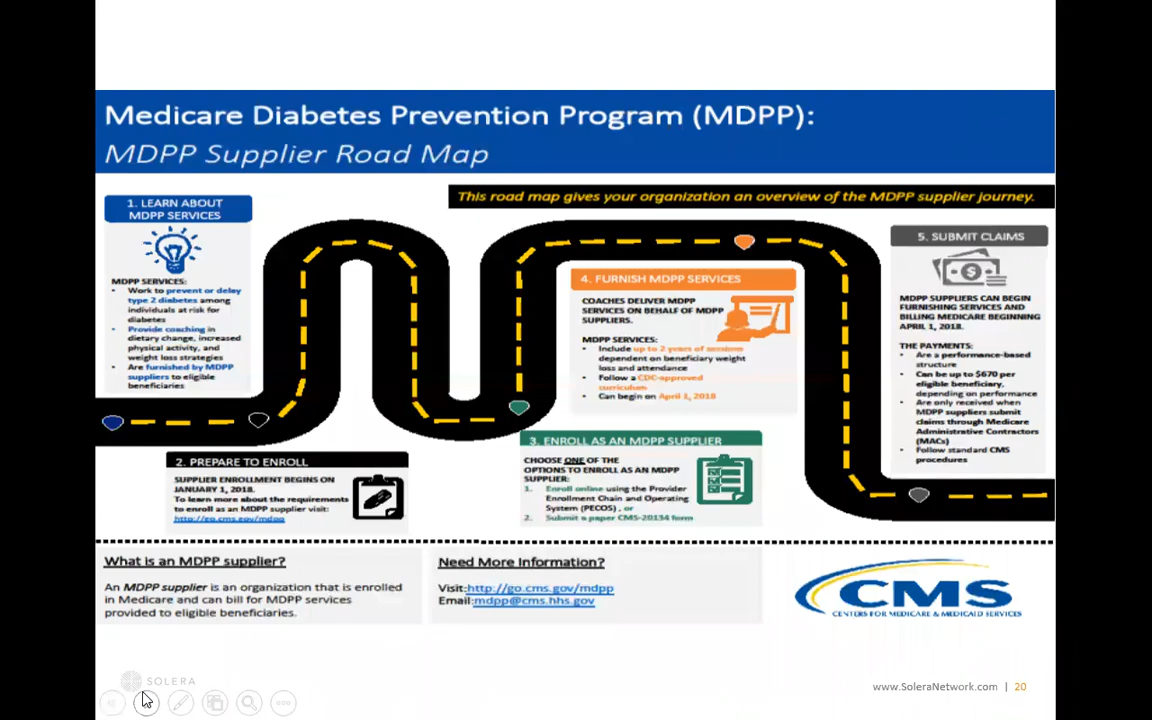 Medicare Diabetes Prevention Program (MDPP):
MDPP Supplier Road Map
This road map gives your organization an overview of the MDPP supplier journey.
1. LEARN ABOUT
MDPP SERVICES
MDPP SERVICES:
• Work to prevent or delay
type 2 diabetes among
individuals at risk for
diabetes
• Provide coaching in
dietary change, increased
physical activity, and
weight loss strategies
• Are furnished by MDPP
suppliers to eligible
beneficiaries
2. PREPARE TO ENROLL
SUPPLIER ENROLLMENT BEGINS ON
JANUARY 1, 2018.
To learn more about the requirements
to enroll as an MDPP supplier visit:
http://go.cms.gov/mdpp
3. ENROLL AS AN MDPP SUPPLIER
CHOOSE ONE OF THE
OPTIONS TO ENROLL AS AN MDPP
SUPPLIER:
1. Enroll online using the Provider
Enrollment Chain and Operating
System (PECOS) , or
2. Submit a paper CMS-20134 form
4. FURNISH MDPP SERVICES
COACHES DELIVER MDPP
SERVICES ON BEHALF OF MDPP
SUPPLIERS.
MDPP SERVICES:
• Include up to 2 years of sessions
dependent on beneficiary weight
loss and attendance
• Follow a CDC-approved
curriculum
• Can begin on April 1, 2018
5. SUBMIT CLAIMS
MDPP SUPPLIERS CAN BEGIN
FURNISHING SERVICES AND
BILLING MEDICARE BEGINNING
APRIL 1, 2018.
THE PAYMENTS:
• Are a performance-based
structure
• Can be up to $670 per
eligible beneficiary,
depending on performance
• Are only received when
MDPP suppliers submit
claims through Medicare
Administrative Contractors
(MACs)
• Follow standard CMS
procedures
What is an MDPP supplier?
An MDPP supplier is an organization that is enrolled
in Medicare and can bill for MDPP services
provided to eligible beneficiaries.
Need More Information?
Visit:http://go.cms.gov/mdpp
Email:mdpp@cms.hhs.gov
CMS
CENTERS FOR MEDICARE & MEDICAID SERVICES
SOLERA
www.SoleraNetwork.com | 20